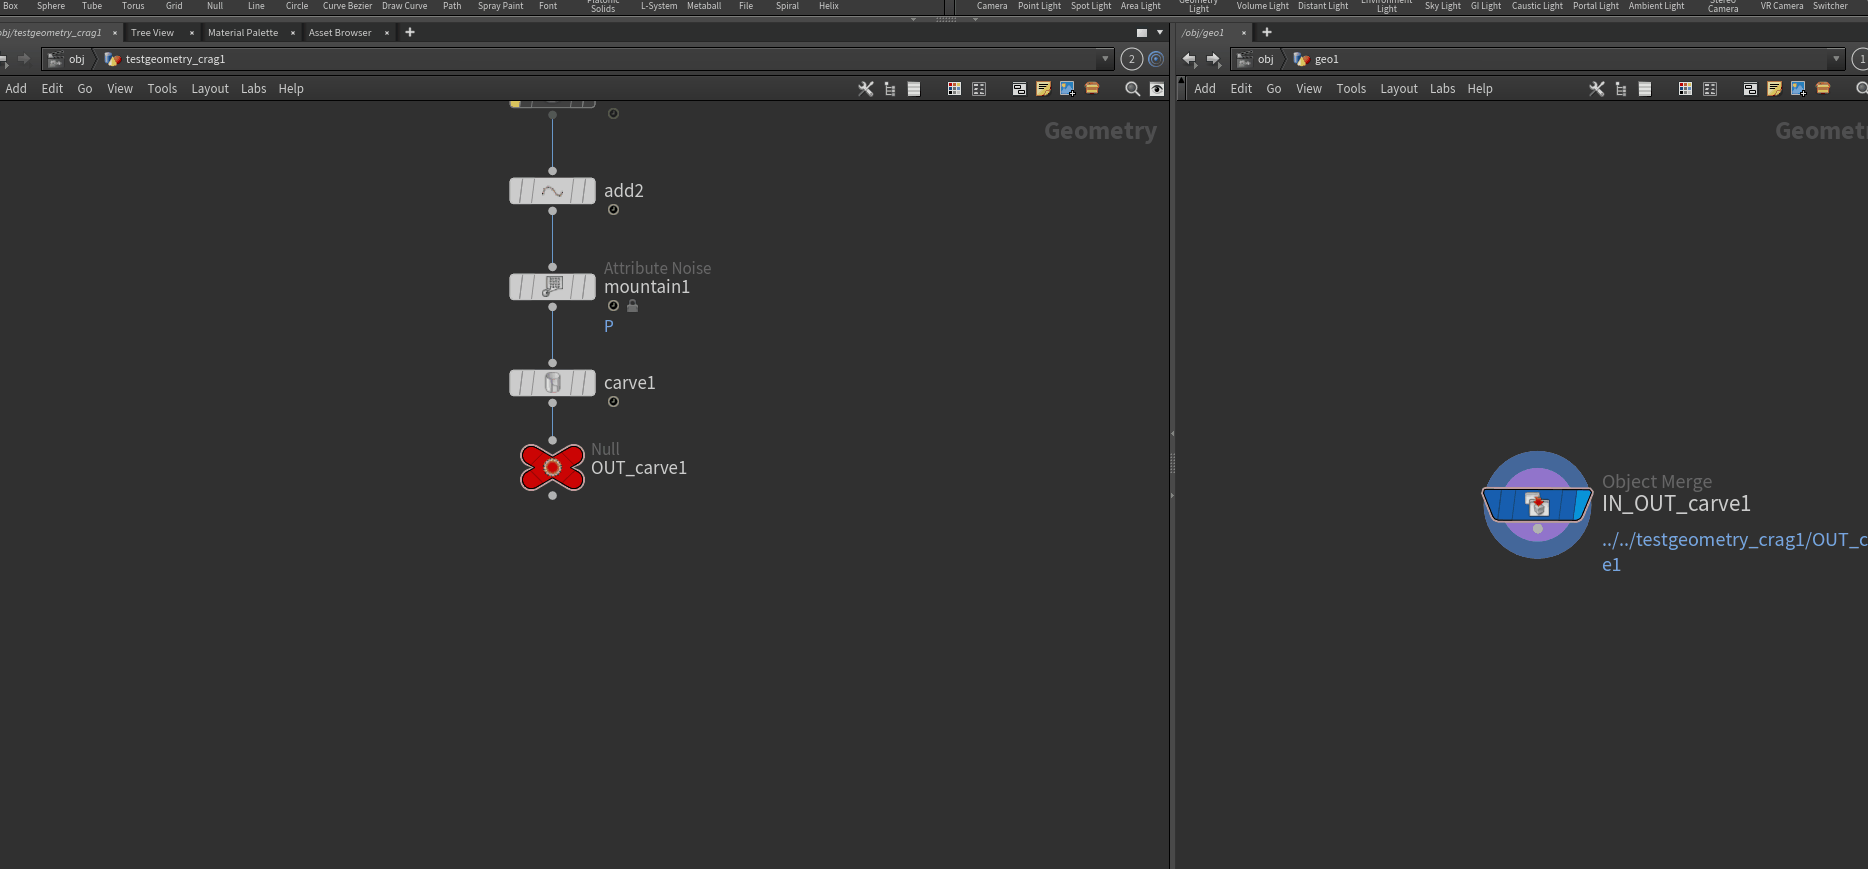 Box Sphere Tube Torus Grid Null Line Circle Curve Bezier Draw Curve Path Spray Paint Font Platonic Solids L-System Metaball File Spiral Helix
Camera Point Light Spot Light Area Light Geometry Light Volume Light Distant Light Environment Light Sky Light GI Light Caustic Light Portal Light Ambient Light Stereo Camera VR Camera Switcher
obj/testgeometry_crag1 × Tree View × Material Palette × Asset Browser × +
obj testgeometry_crag1 2
Add Edit Go View Tools Layout Labs Help
Geometry
add2
Attribute Noise
mountain1
P
carve1
Null
OUT_carve1
/obj/geo1 × +
obj geo1 1
Add Edit Go View Tools Layout Labs Help
Geomet
Object Merge
IN_OUT_carve1
../../testgeometry_crag1/OUT_c
e1